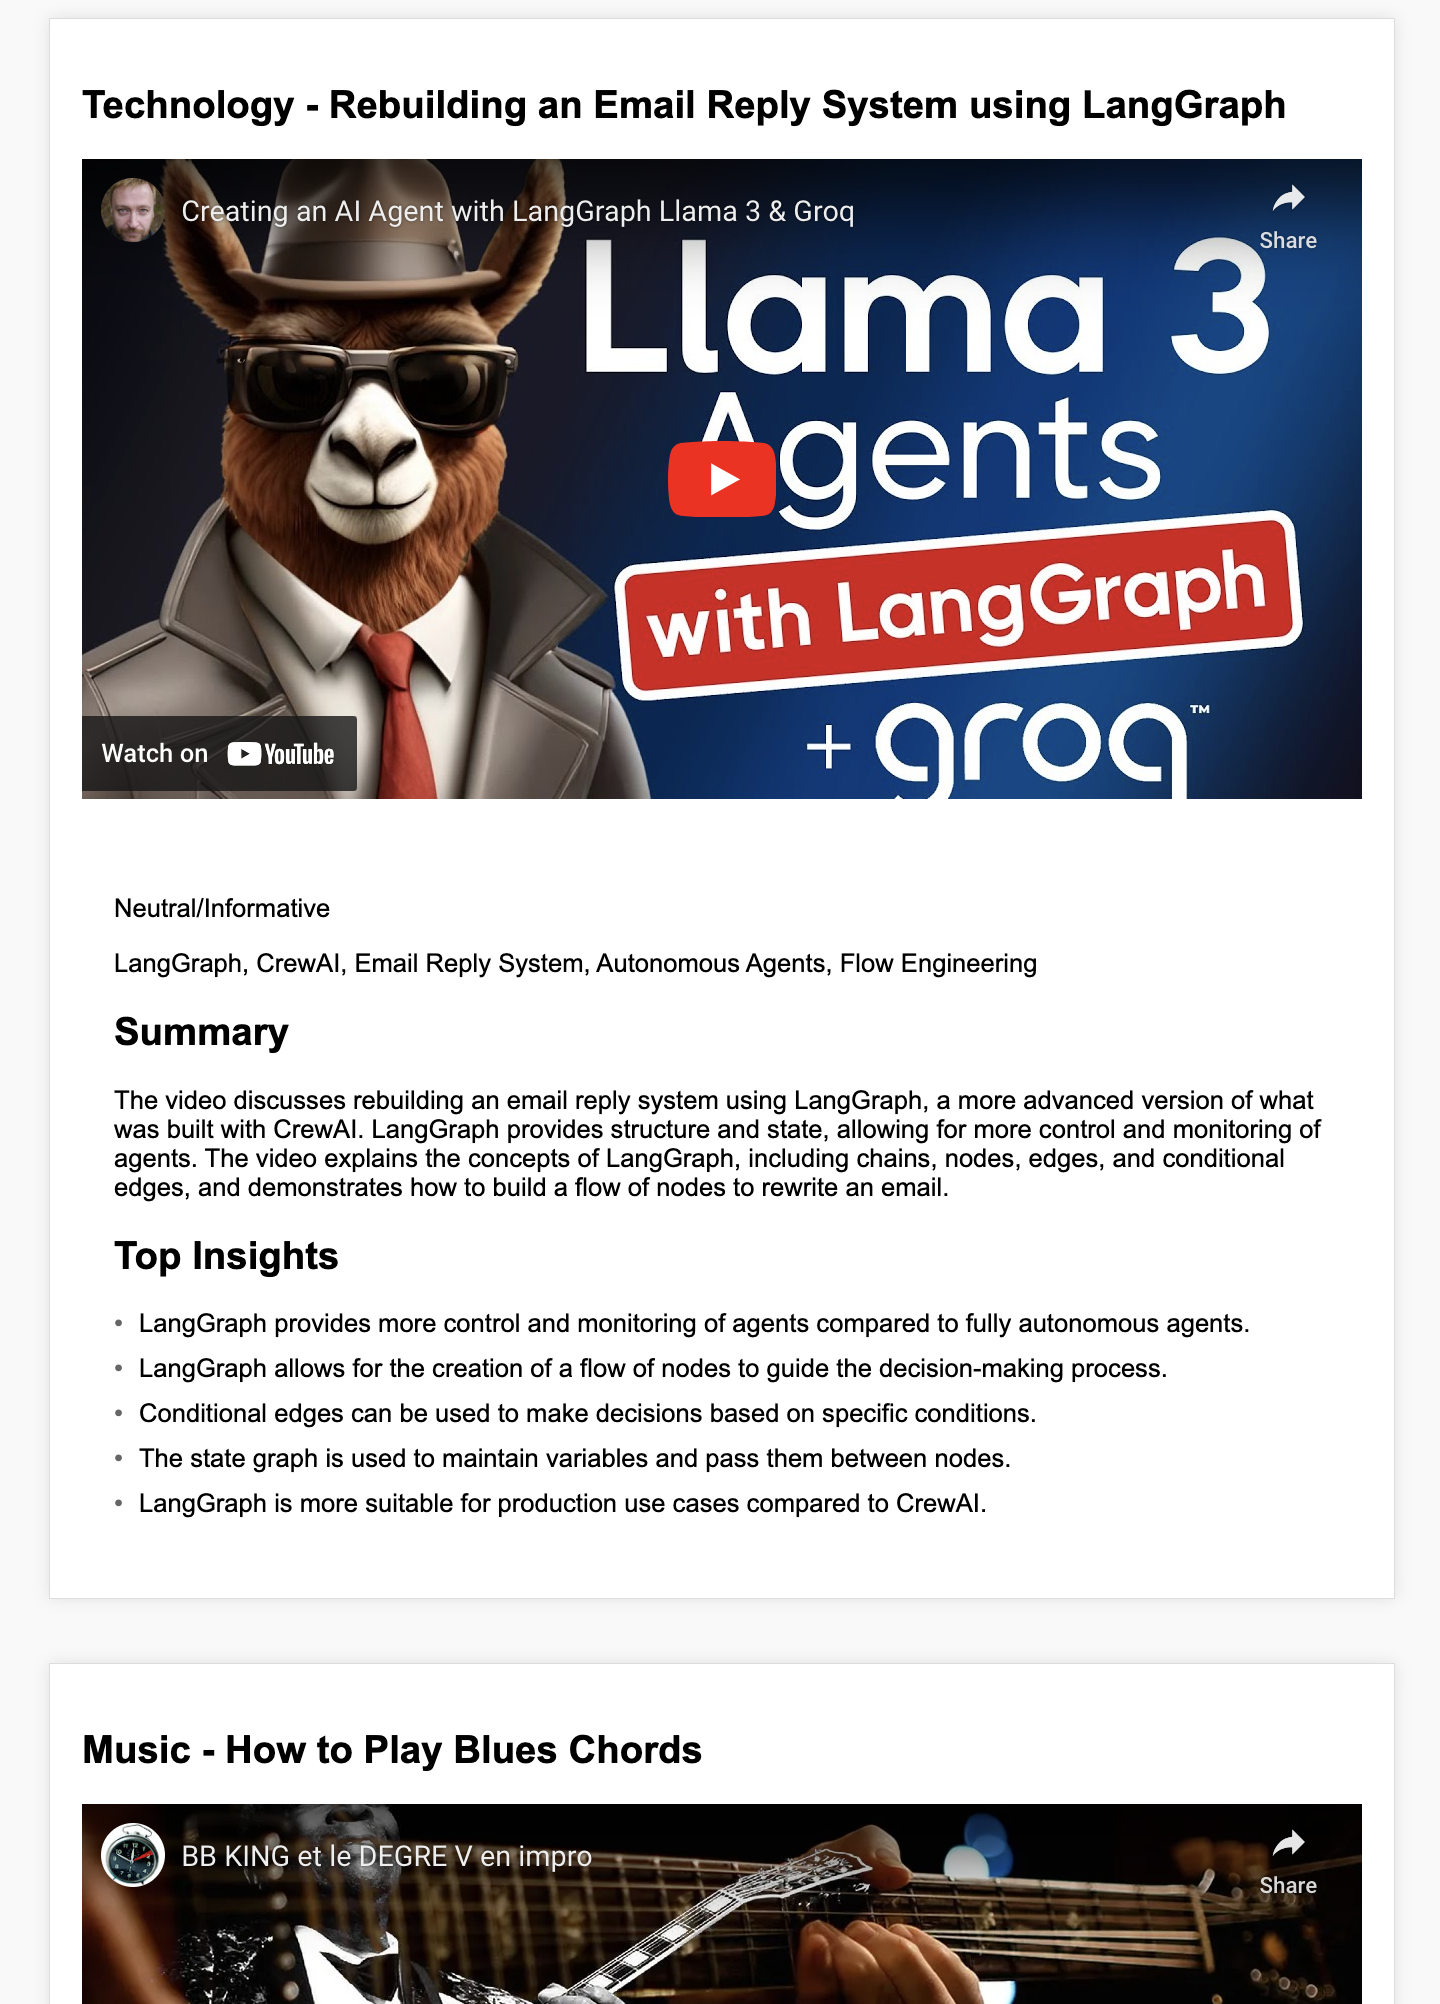 Technology - Rebuilding an Email Reply System using LangGraph
Creating an AI Agent with LangGraph Llama 3 & Groq
Share
Llama 3
Agents
with LangGraph
+ groq™
Watch on YouTube
Neutral/Informative
LangGraph, CrewAI, Email Reply System, Autonomous Agents, Flow Engineering
Summary
The video discusses rebuilding an email reply system using LangGraph, a more advanced version of what
was built with CrewAI. LangGraph provides structure and state, allowing for more control and monitoring of
agents. The video explains the concepts of LangGraph, including chains, nodes, edges, and conditional
edges, and demonstrates how to build a flow of nodes to rewrite an email.
Top Insights
• LangGraph provides more control and monitoring of agents compared to fully autonomous agents.
• LangGraph allows for the creation of a flow of nodes to guide the decision-making process.
• Conditional edges can be used to make decisions based on specific conditions.
• The state graph is used to maintain variables and pass them between nodes.
• LangGraph is more suitable for production use cases compared to CrewAI.
Music - How to Play Blues Chords
BB KING et le DEGRE V en impro
Share